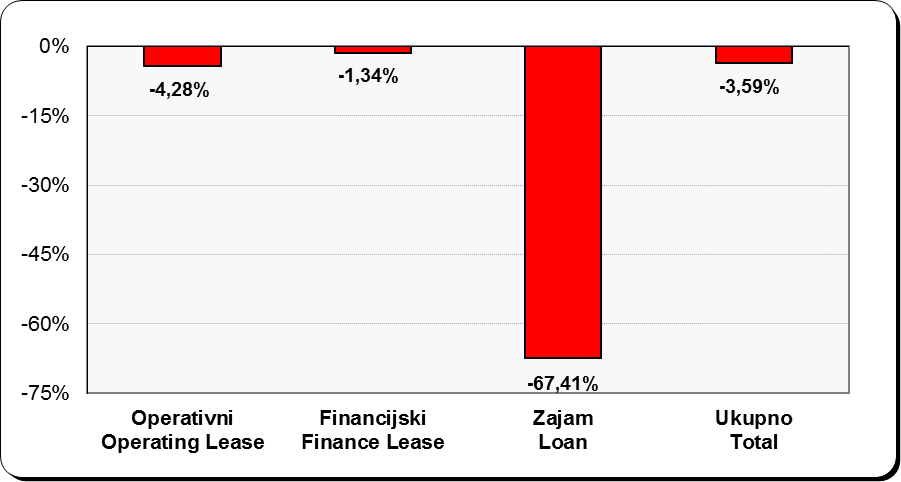 0%
-15%
-30%
-45%
-60%
-75%
-4,28%
-1,34%
-67,41%
-3,59%
Operativni
Operating Lease
Financijski
Finance Lease
Zajam
Loan
Ukupno
Total